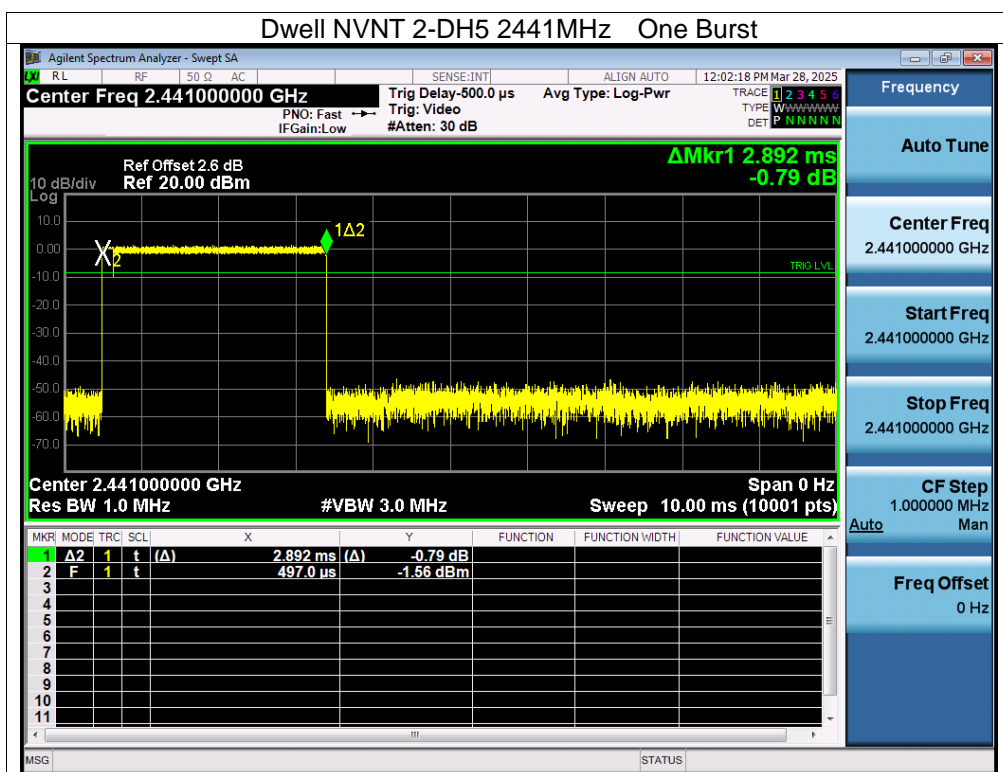 Dwell NVNT 2-DH5 2441MHz One Burst
Agilent Spectrum Analyzer - Swept SA
LXI RL RF 50 Ω AC SENSE:INT ALIGN AUTO 12:02:18 PM Mar 28, 2025
Center Freq 2.441000000 GHz
PNO: Fast
IFGain:Low
Trig Delay-500.0 µs
Trig: Video
#Atten: 30 dB
Avg Type: Log-Pwr
TRACE 1 2 3 4 5 6
TYPE WWWWWW
DET P N N N N N
Frequency
Auto Tune
Center Freq
2.441000000 GHz
Start Freq
2.441000000 GHz
Stop Freq
2.441000000 GHz
CF Step
1.000000 MHz
Auto Man
Freq Offset
0 Hz
ΔMkr1 2.892 ms
-0.79 dB
Ref Offset 2.6 dB
10 dB/div Ref 20.00 dBm
Log
10.0
0.00
-10.0
-20.0
-30.0
-40.0
-50.0
-60.0
-70.0
1Δ2
X2
TRIG LVL
Center 2.441000000 GHz Span 0 Hz
Res BW 1.0 MHz #VBW 3.0 MHz Sweep 10.00 ms (10001 pts)
MKR MODE TRC SCL X Y FUNCTION FUNCTION WIDTH FUNCTION VALUE
1 Δ2 1 t (Δ) 2.892 ms (Δ) -0.79 dB
2 F 1 t 497.0 µs -1.56 dBm
3
4
5
6
7
8
9
10
11
MSG STATUS